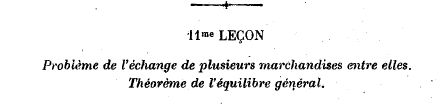 11me LEÇON
Problème de l'échange de plusieurs marchandises entre elles.
Théorème de l'équilibre général.